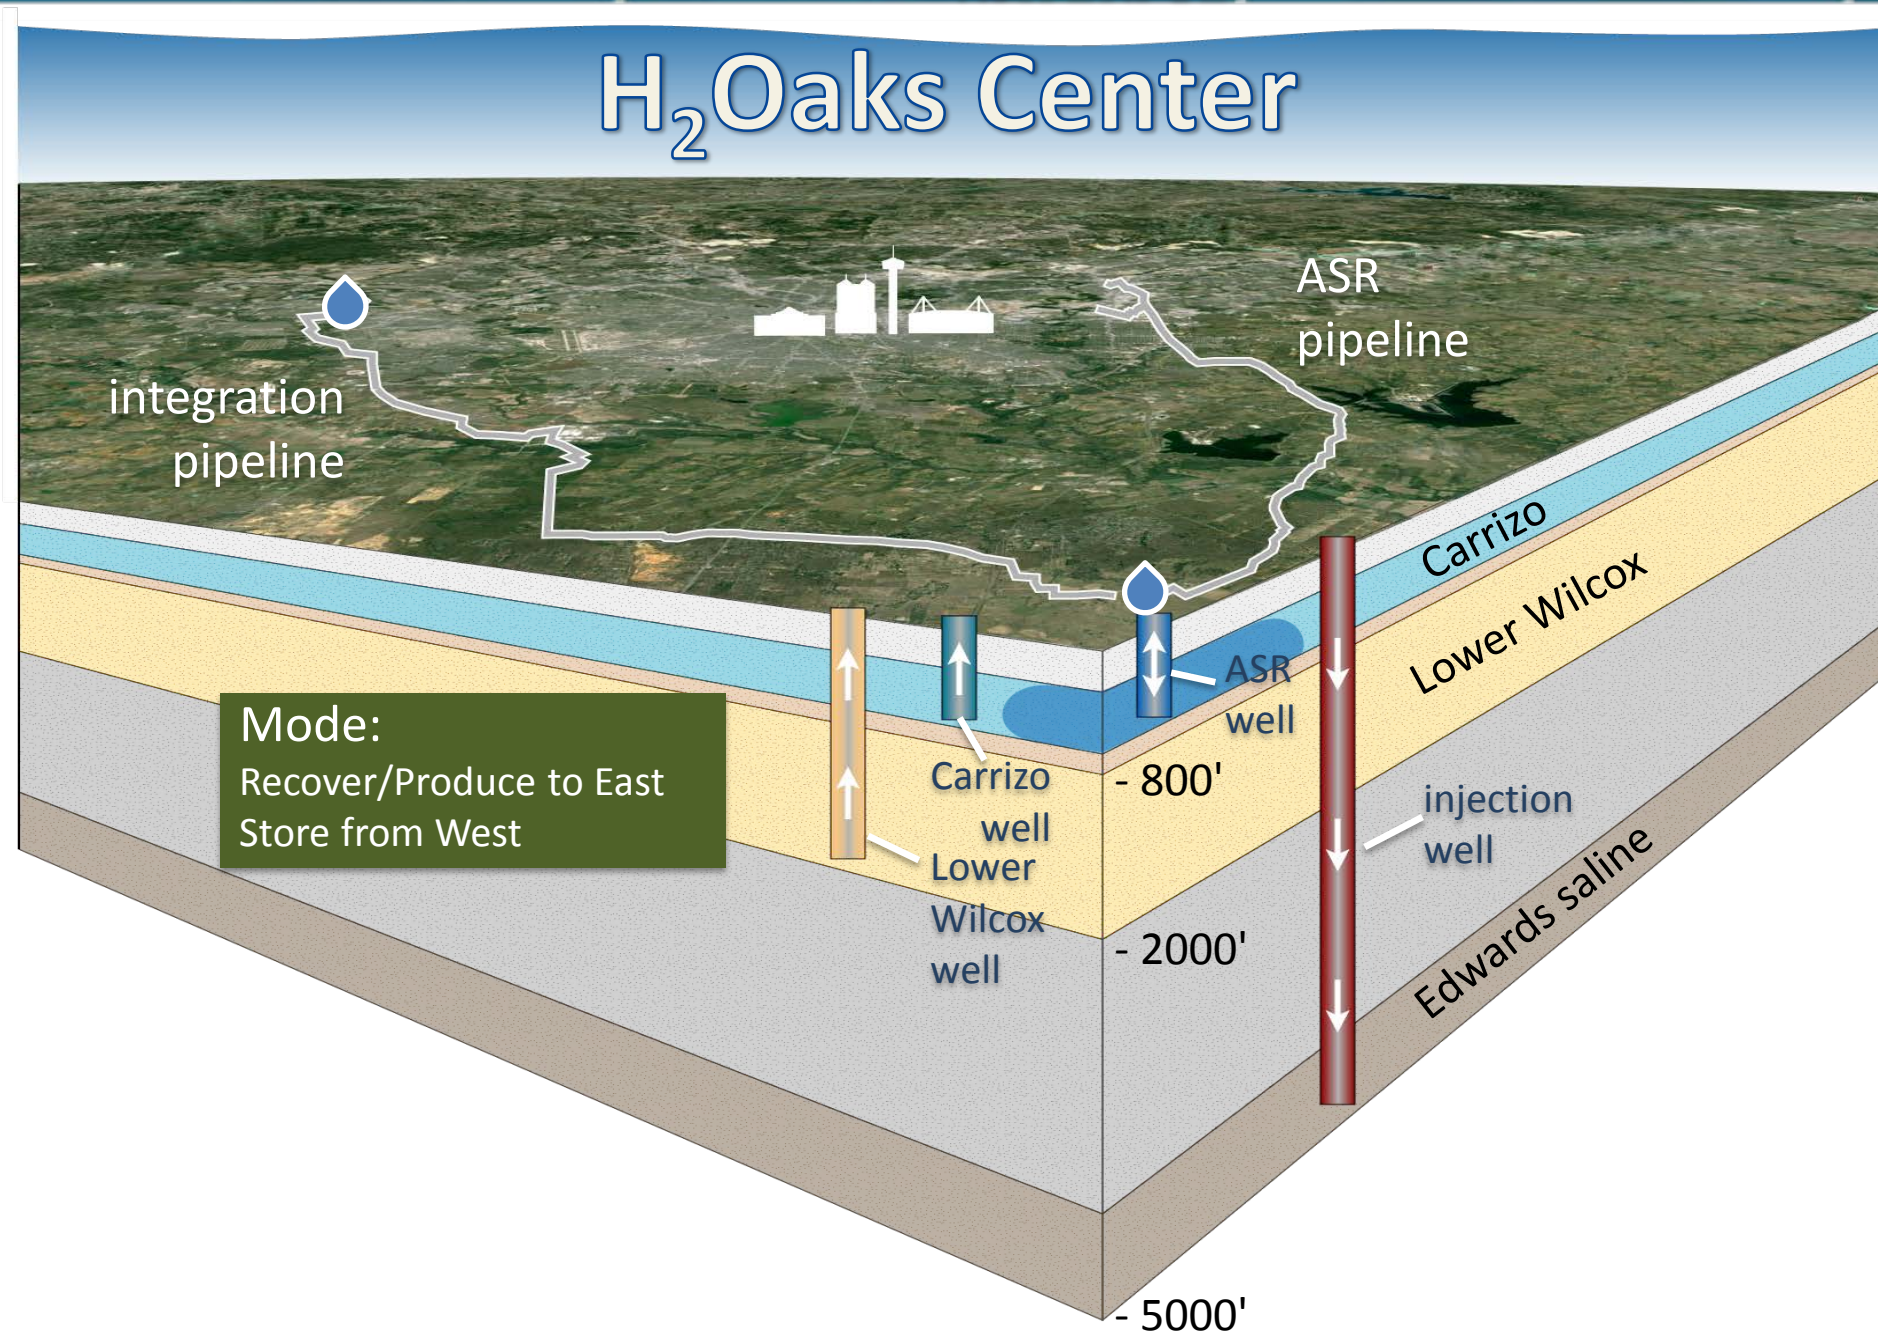 H₂Oaks Center
ASR
pipeline
integration
pipeline
Carrizo
Lower Wilcox
Edwards saline
ASR
well
Mode:
Recover/Produce to East
Store from West
Carrizo
well
Lower
Wilcox
well
injection
well
- 800'
- 2000'
- 5000'